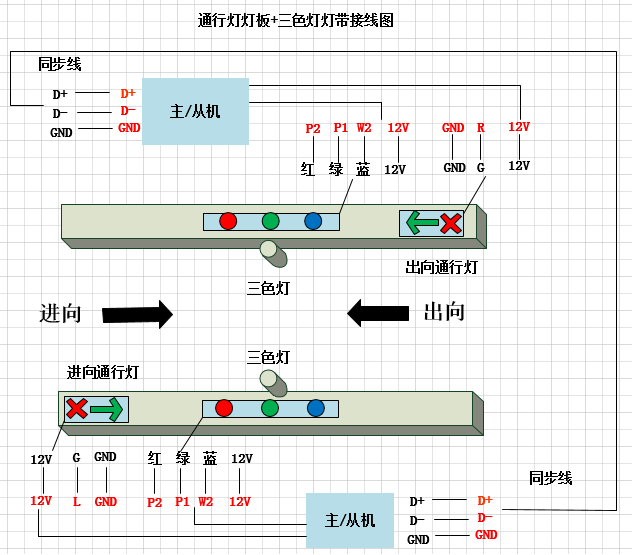 通行灯灯板+三色灯灯带接线图
同步线
D+ D+
D− D−
GND GND
主/从机
P2 P1 W2 12V GND R 12V
红 绿 蓝 12V GND G 12V
出向通行灯
三色灯
进向 出向
三色灯
进向通行灯
12V G GND 红 绿 蓝 12V
12V L GND P2 P1 W2 12V
同步线
主/从机
D+ D+
D− D−
GND GND